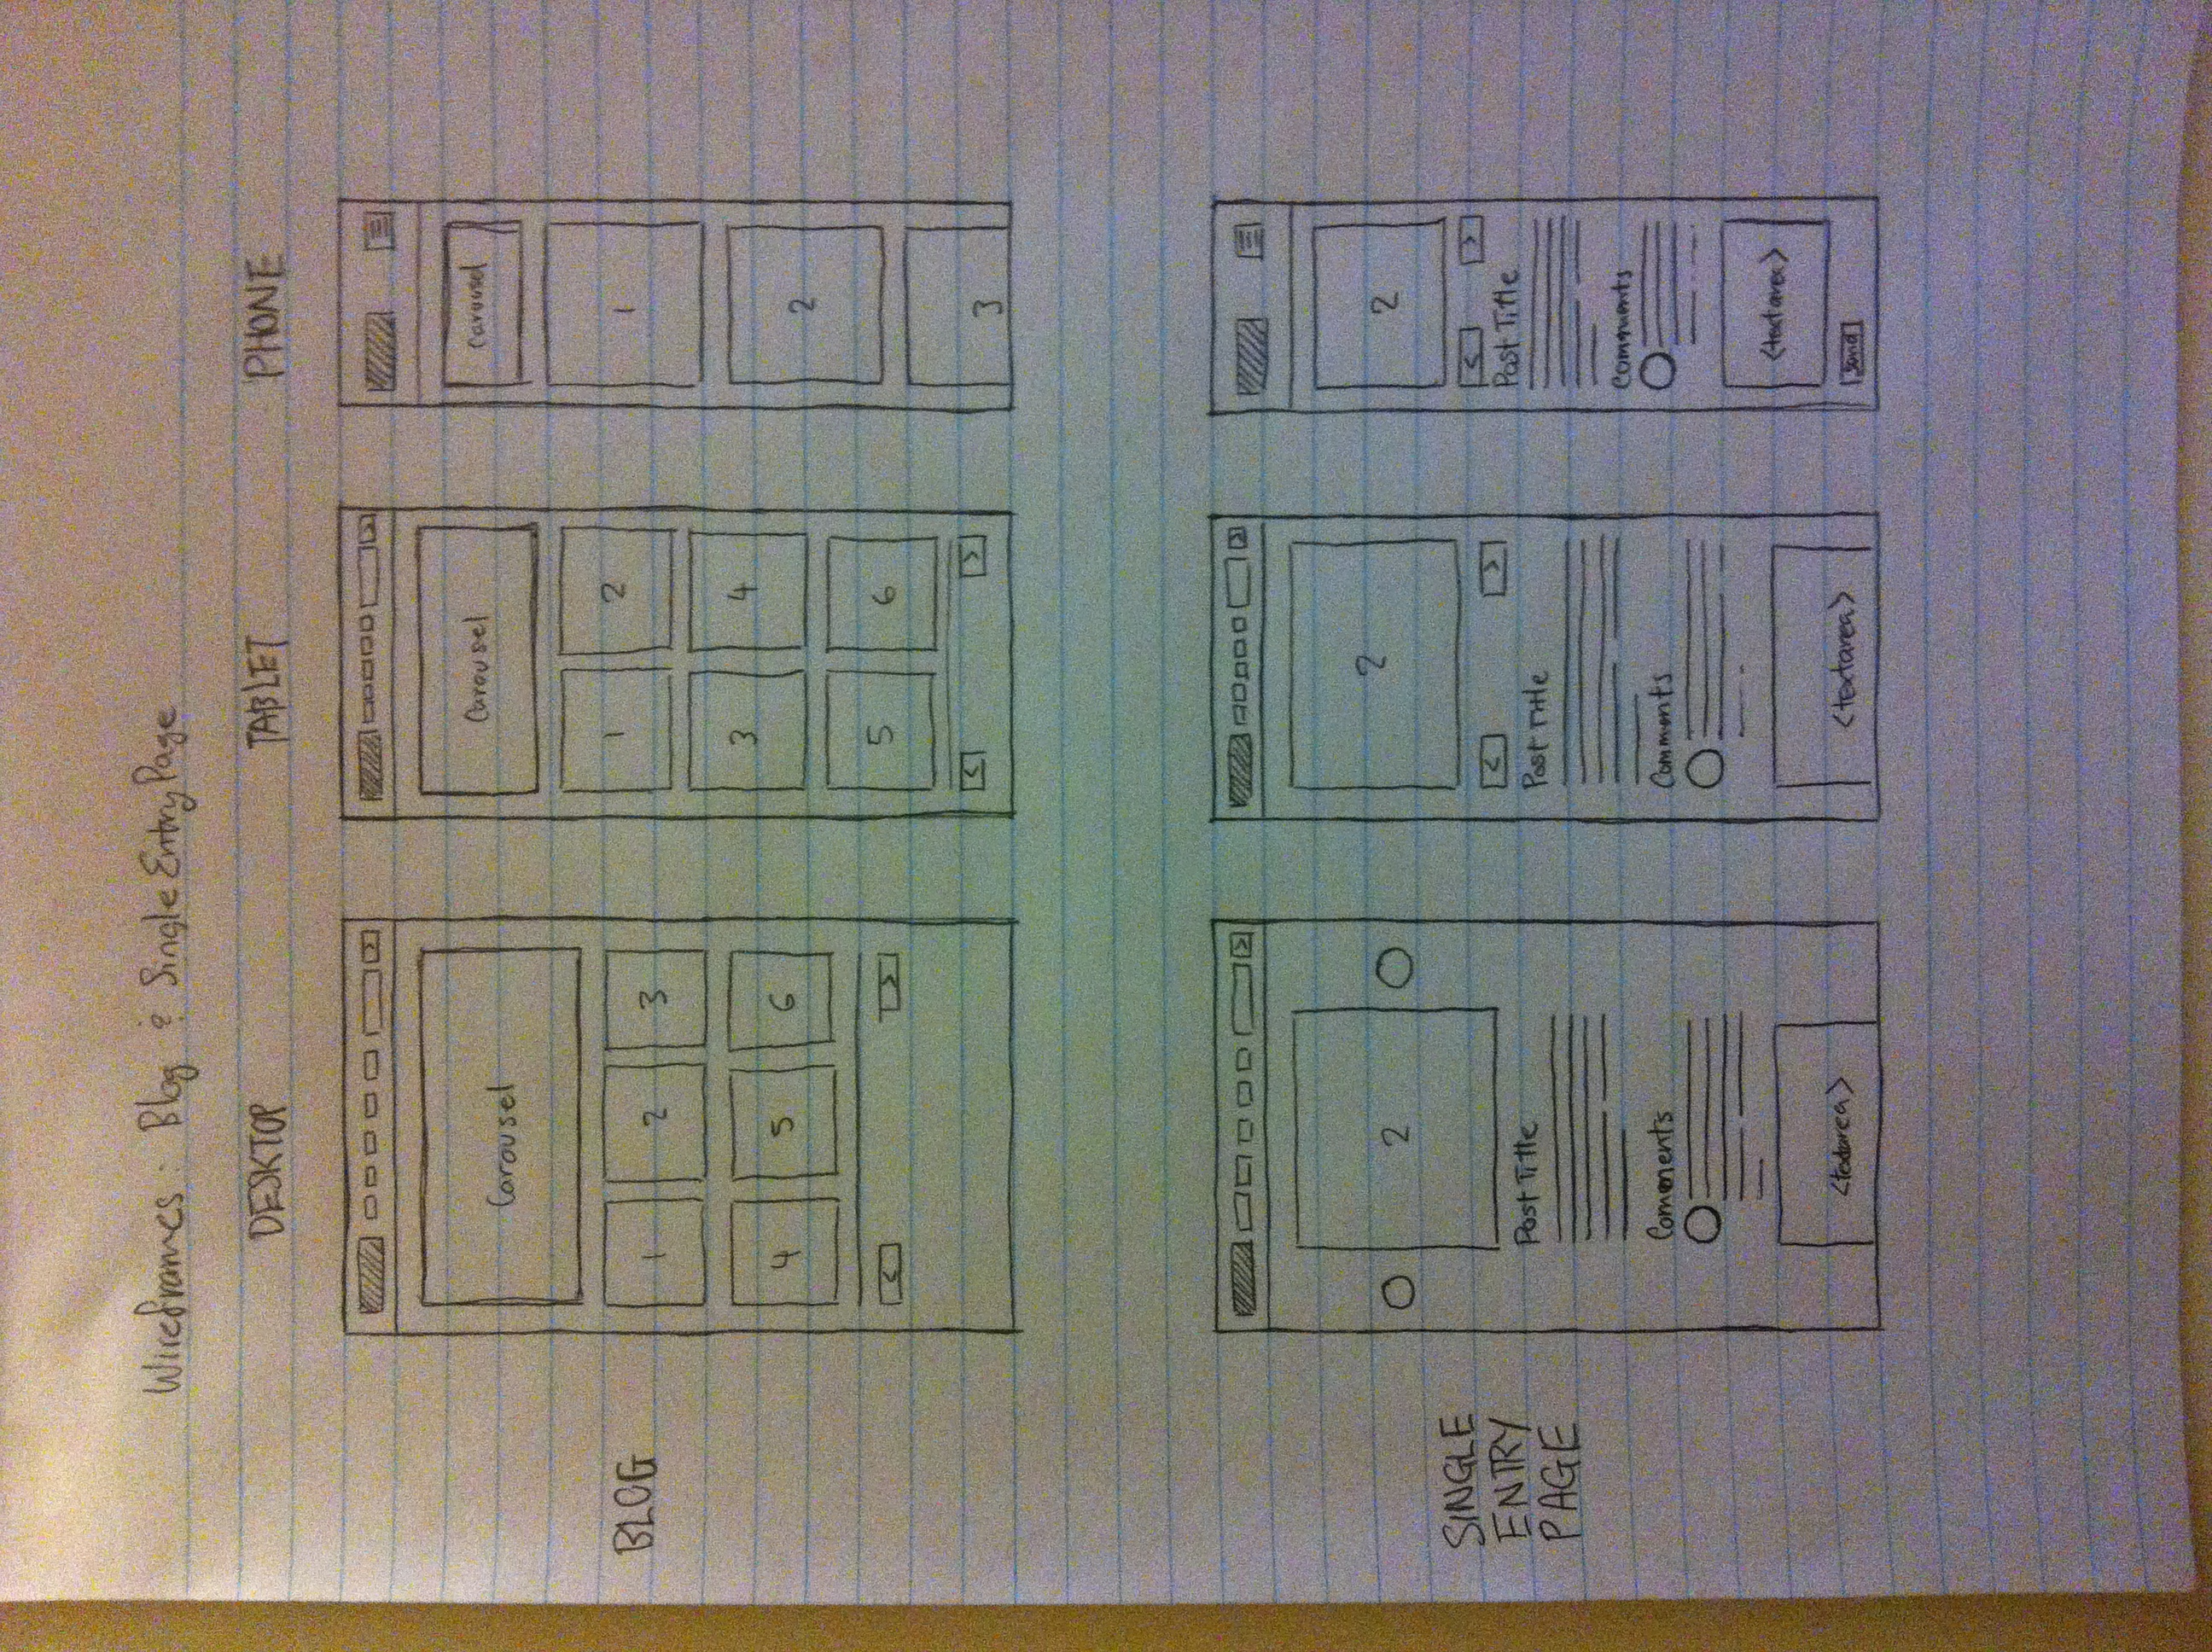 Wireframes: Blog & Single Entry Page
DESKTOP
TABLET
PHONE
BLOG
>
Carousel
1 2 3
4 5 6
< >
>
Carousel
1 2
3 4
5 6
< >
Carousel
1
2
3
SINGLE
ENTRY
PAGE
>
2
Post Title
Comments
<textarea>
>
2
< >
Post Title
Comments
<textarea>
2
< >
Post Title
Comments
<textarea>
Send